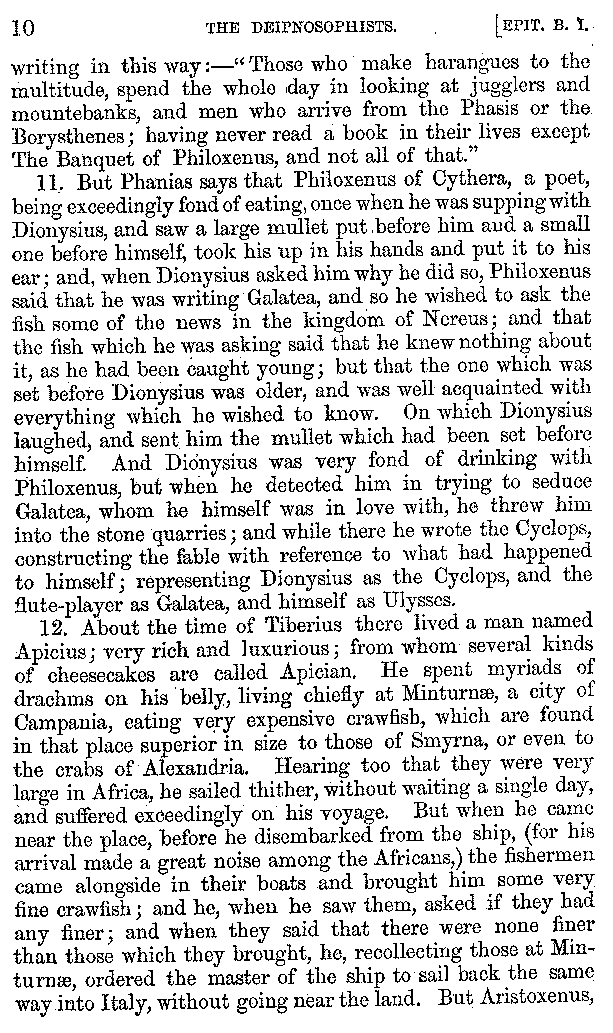 10 THE DEIPNOSOPHISTS. [EPIT. B. I.
writing in this way:—“Those who make harangues to the
multitude, spend the whole day in looking at jugglers and
mountebanks, and men who arrive from the Phasis or the
Borysthenes; having never read a book in their lives except
The Banquet of Philoxenus, and not all of that.”
11. But Phanias says that Philoxenus of Cythera, a poet,
being exceedingly fond of eating, once when he was supping with
Dionysius, and saw a large mullet put before him and a small
one before himself, took his up in his hands and put it to his
ear; and, when Dionysius asked him why he did so, Philoxenus
said that he was writing Galatea, and so he wished to ask the
fish some of the news in the kingdom of Nereus; and that
the fish which he was asking said that he knew nothing about
it, as he had been caught young; but that the one which was
set before Dionysius was older, and was well acquainted with
everything which he wished to know. On which Dionysius
laughed, and sent him the mullet which had been set before
himself. And Dionysius was very fond of drinking with
Philoxenus, but when he detected him in trying to seduce
Galatea, whom he himself was in love with, he threw him
into the stone quarries; and while there he wrote the Cyclops,
constructing the fable with reference to what had happened
to himself; representing Dionysius as the Cyclops, and the
flute-player as Galatea, and himself as Ulysses.
12. About the time of Tiberius there lived a man named
Apicius; very rich and luxurious; from whom several kinds
of cheesecakes are called Apician. He spent myriads of
drachms on his belly, living chiefly at Minturnæ, a city of
Campania, eating very expensive crawfish, which are found
in that place superior in size to those of Smyrna, or even to
the crabs of Alexandria. Hearing too that they were very
large in Africa, he sailed thither, without waiting a single day,
and suffered exceedingly on his voyage. But when he came
near the place, before he disembarked from the ship, (for his
arrival made a great noise among the Africans,) the fishermen
came alongside in their boats and brought him some very
fine crawfish; and he, when he saw them, asked if they had
any finer; and when they said that there were none finer
than those which they brought, he, recollecting those at Min-
turnæ, ordered the master of the ship to sail back the same
way into Italy, without going near the land. But Aristoxenus,